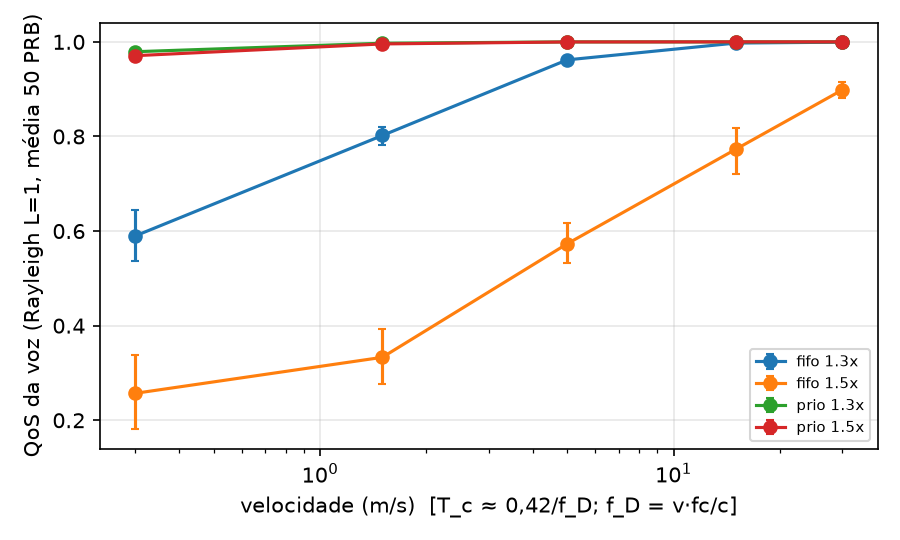 QoS da voz (Rayleigh L=1, média 50 PRB)
1.0
0.8
0.6
0.4
0.2
10⁰
10¹
velocidade (m/s)  [T_c ≈ 0,42/f_D; f_D = v·fc/c]
fifo 1.3x
fifo 1.5x
prio 1.3x
prio 1.5x